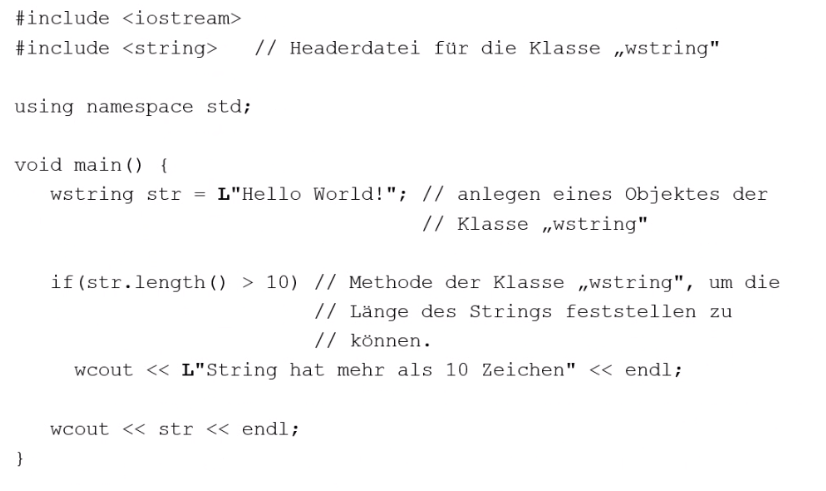 #include <iostream>
#include <string>   // Headerdatei für die Klasse „wstring"
using namespace std;
void main() {
   wstring str = L"Hello World!"; // anlegen eines Objektes der
                                  // Klasse „wstring"
   if(str.length() > 10) // Methode der Klasse „wstring", um die
                         // Länge des Strings feststellen zu
                         // können.
     wcout << L"String hat mehr als 10 Zeichen" << endl;
   wcout << str << endl;
}